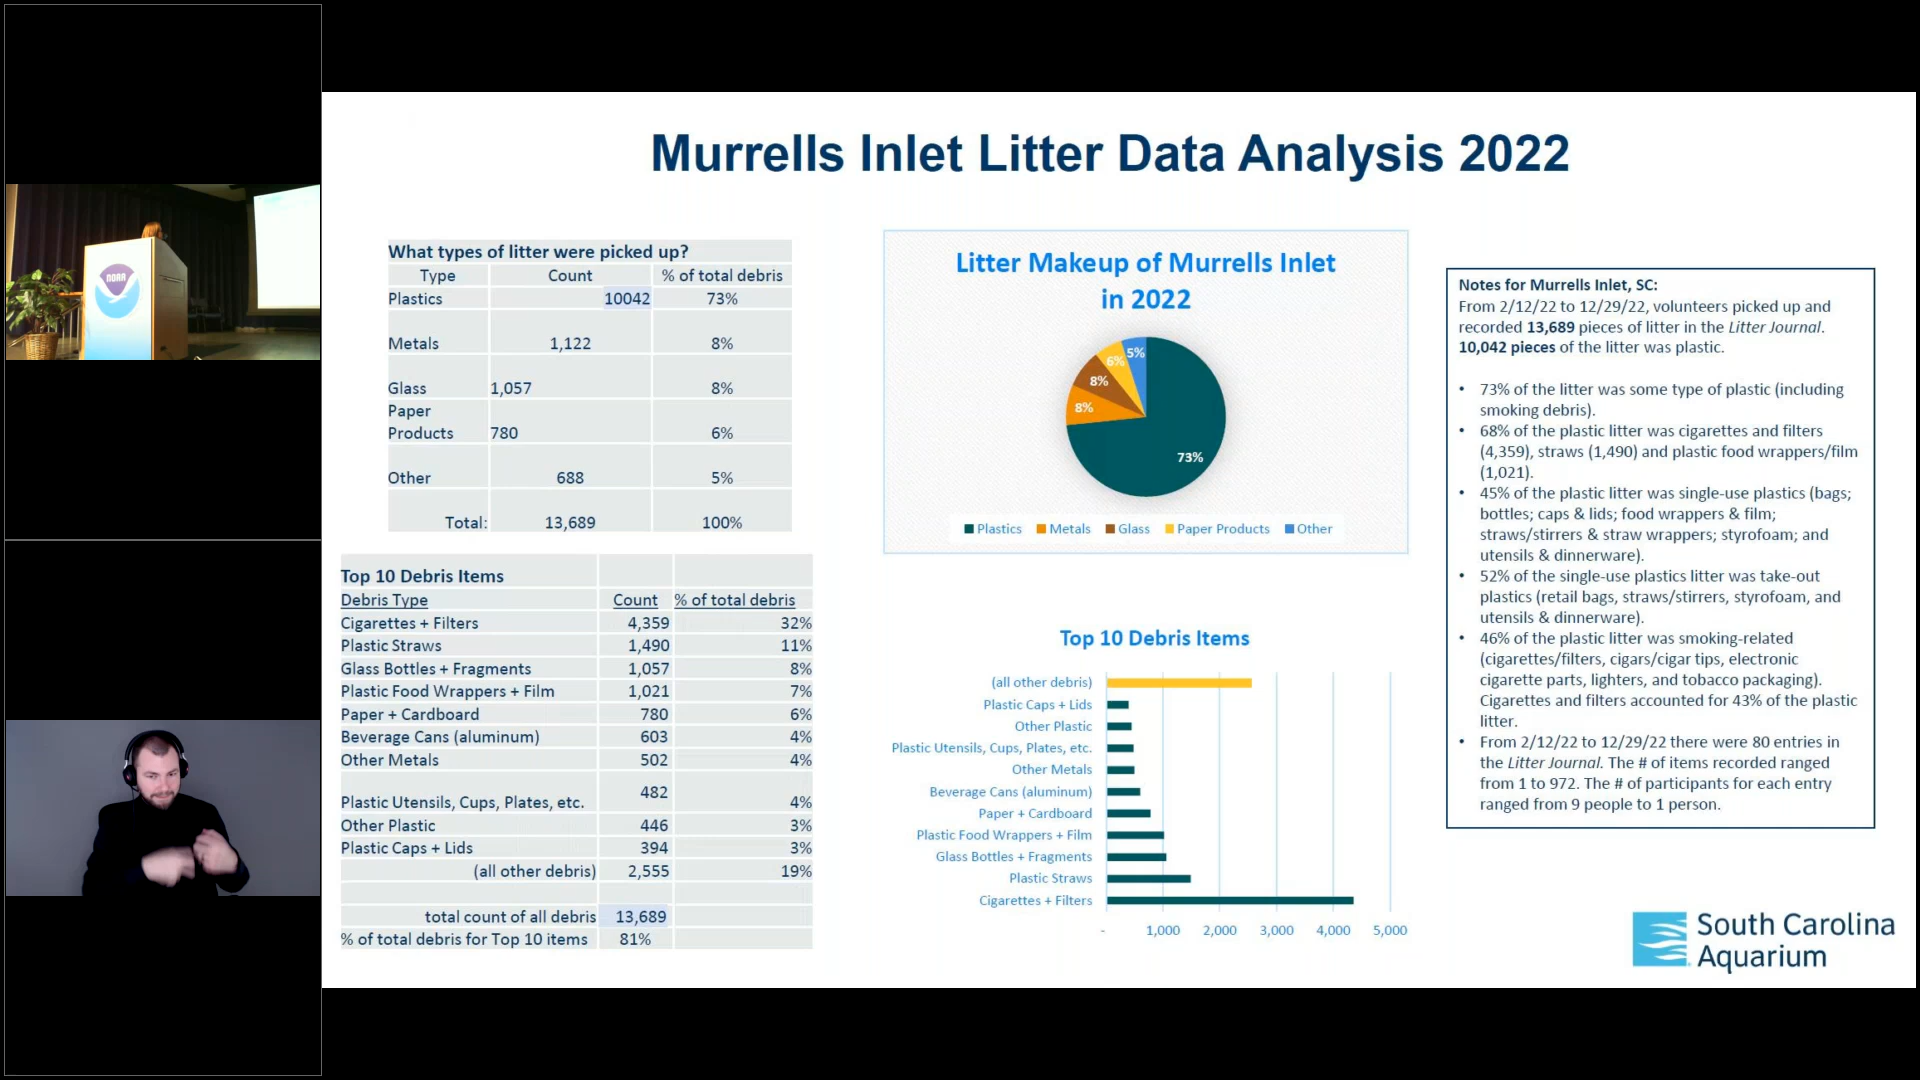 Murrells Inlet Litter Data Analysis 2022
NOAA
What types of litter were picked up?
Type Count % of total debris
Plastics 10042 73%
Metals 1,122 8%
Glass 1,057 8%
Paper
Products 780 6%
Other 688 5%
Total: 13,689 100%
Top 10 Debris Items
Debris Type Count % of total debris
Cigarettes + Filters 4,359 32%
Plastic Straws 1,490 11%
Glass Bottles + Fragments 1,057 8%
Plastic Food Wrappers + Film 1,021 7%
Paper + Cardboard 780 6%
Beverage Cans (aluminum) 603 4%
Other Metals 502 4%
Plastic Utensils, Cups, Plates, etc. 482 4%
Other Plastic 446 3%
Plastic Caps + Lids 394 3%
(all other debris) 2,555 19%
total count of all debris 13,689
% of total debris for Top 10 items 81%
Litter Makeup of Murrells Inlet
in 2022
5%
6%
8%
8%
73%
Plastics Metals Glass Paper Products Other
Top 10 Debris Items
(all other debris)
Plastic Caps + Lids
Other Plastic
Plastic Utensils, Cups, Plates, etc.
Other Metals
Beverage Cans (aluminum)
Paper + Cardboard
Plastic Food Wrappers + Film
Glass Bottles + Fragments
Plastic Straws
Cigarettes + Filters
- 1,000 2,000 3,000 4,000 5,000
Notes for Murrells Inlet, SC:
From 2/12/22 to 12/29/22, volunteers picked up and
recorded 13,689 pieces of litter in the Litter Journal.
10,042 pieces of the litter was plastic.
• 73% of the litter was some type of plastic (including
smoking debris).
• 68% of the plastic litter was cigarettes and filters
(4,359), straws (1,490) and plastic food wrappers/film
(1,021).
• 45% of the plastic litter was single-use plastics (bags;
bottles; caps & lids; food wrappers & film;
straws/stirrers & straw wrappers; styrofoam; and
utensils & dinnerware).
• 52% of the single-use plastics litter was take-out
plastics (retail bags, straws/stirrers, styrofoam, and
utensils & dinnerware).
• 46% of the plastic litter was smoking-related
(cigarettes/filters, cigars/cigar tips, electronic
cigarette parts, lighters, and tobacco packaging).
Cigarettes and filters accounted for 43% of the plastic
litter.
• From 2/12/22 to 12/29/22 there were 80 entries in
the Litter Journal. The # of items recorded ranged
from 1 to 972. The # of participants for each entry
ranged from 9 people to 1 person.
South Carolina
Aquarium